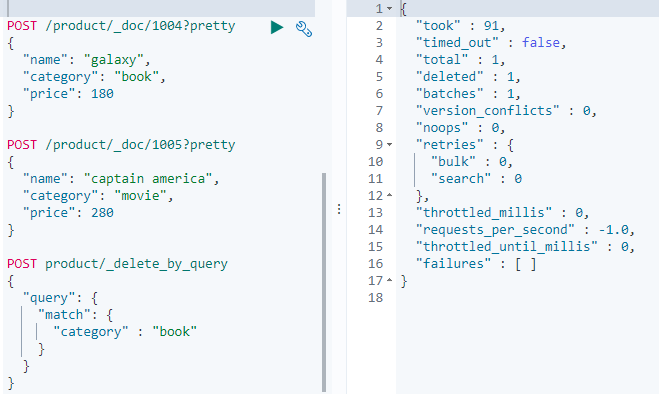 POST /product/_doc/1004?pretty
{
  "name": "galaxy",
  "category": "book",
  "price": 180
}
POST /product/_doc/1005?pretty
{
  "name": "captain america",
  "category": "movie",
  "price": 280
}
POST product/_delete_by_query
{
  "query": {
    "match": {
      "category" : "book"
    }
  }
}
1 {
2   "took" : 91,
3   "timed_out" : false,
4   "total" : 1,
5   "deleted" : 1,
6   "batches" : 1,
7   "version_conflicts" : 0,
8   "noops" : 0,
9   "retries" : {
10     "bulk" : 0,
11     "search" : 0
12   },
13   "throttled_millis" : 0,
14   "requests_per_second" : -1.0,
15   "throttled_until_millis" : 0,
16   "failures" : [ ]
17 }
18